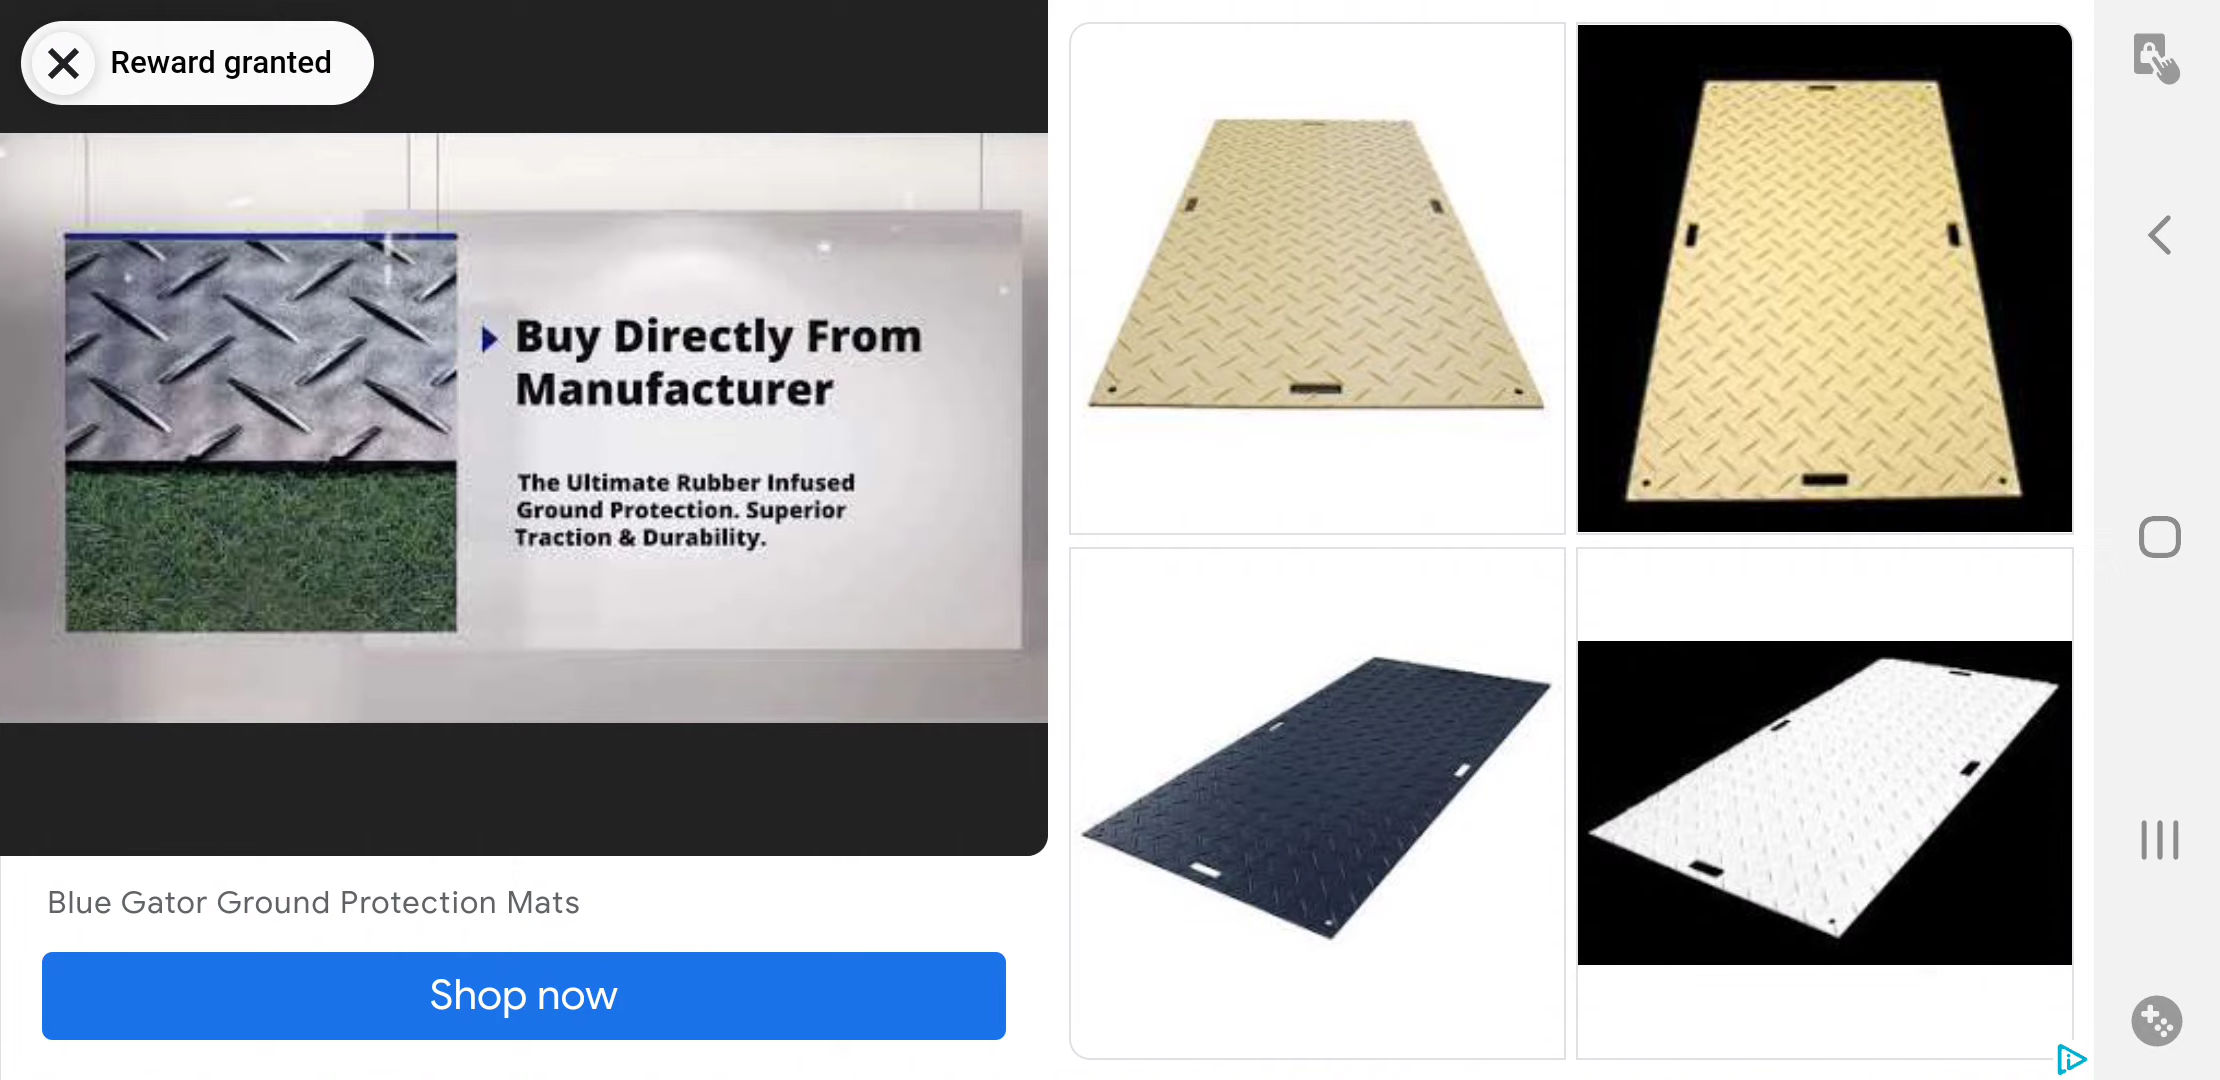 Reward granted
Buy Directly From
Manufacturer
The Ultimate Rubber Infused
Ground Protection. Superior
Traction & Durability.
Blue Gator Ground Protection Mats
Shop now